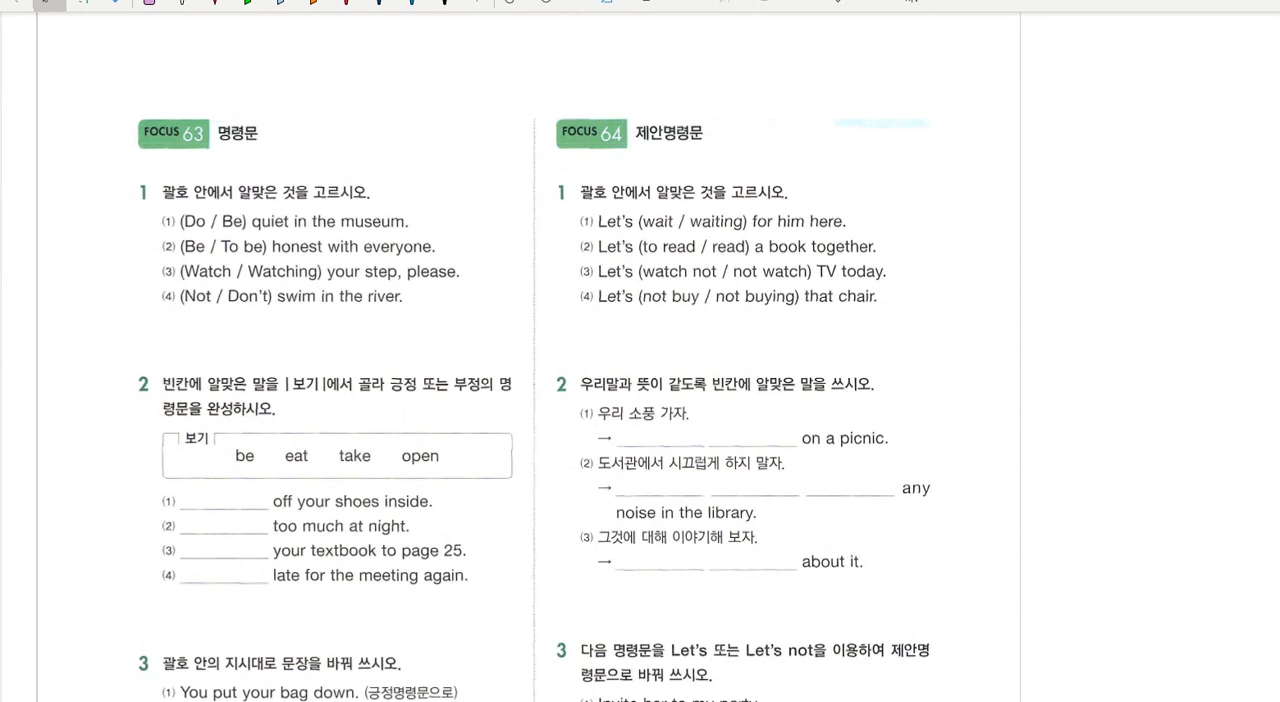 FOCUS 63 명령문
1 괄호 안에서 알맞은 것을 고르시오.
(1) (Do / Be) quiet in the museum.
(2) (Be / To be) honest with everyone.
(3) (Watch / Watching) your step, please.
(4) (Not / Don't) swim in the river.
2 빈칸에 알맞은 말을 |보기|에서 골라 긍정 또는 부정의 명
령문을 완성하시오.
보기
be eat take open
(1) __________ off your shoes inside.
(2) __________ too much at night.
(3) __________ your textbook to page 25.
(4) __________ late for the meeting again.
3 괄호 안의 지시대로 문장을 바꿔 쓰시오.
(1) You put your bag down. (긍정명령문으로)
FOCUS 64 제안명령문
1 괄호 안에서 알맞은 것을 고르시오.
(1) Let's (wait / waiting) for him here.
(2) Let's (to read / read) a book together.
(3) Let's (watch not / not watch) TV today.
(4) Let's (not buy / not buying) that chair.
2 우리말과 뜻이 같도록 빈칸에 알맞은 말을 쓰시오.
(1) 우리 소풍 가자.
→ __________ __________ on a picnic.
(2) 도서관에서 시끄럽게 하지 말자.
→ __________ __________ __________ any
noise in the library.
(3) 그것에 대해 이야기해 보자.
→ __________ __________ about it.
3 다음 명령문을 Let's 또는 Let's not을 이용하여 제안명
령문으로 바꿔 쓰시오.
(1) Invite her to my party.